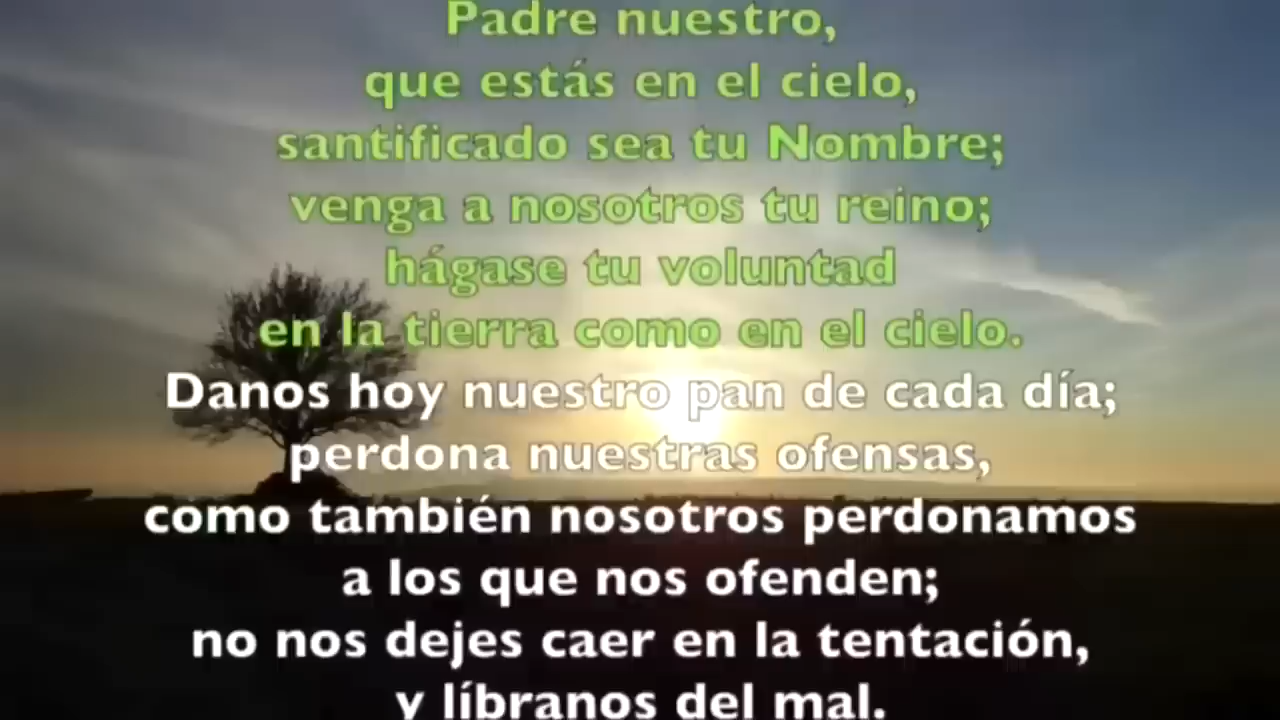 Padre nuestro,
que estás en el cielo,
santificado sea tu Nombre;
venga a nosotros tu reino;
hágase tu voluntad
en la tierra como en el cielo.
Danos hoy nuestro pan de cada día;
perdona nuestras ofensas,
como también nosotros perdonamos
a los que nos ofenden;
no nos dejes caer en la tentación,
y líbranos del mal.